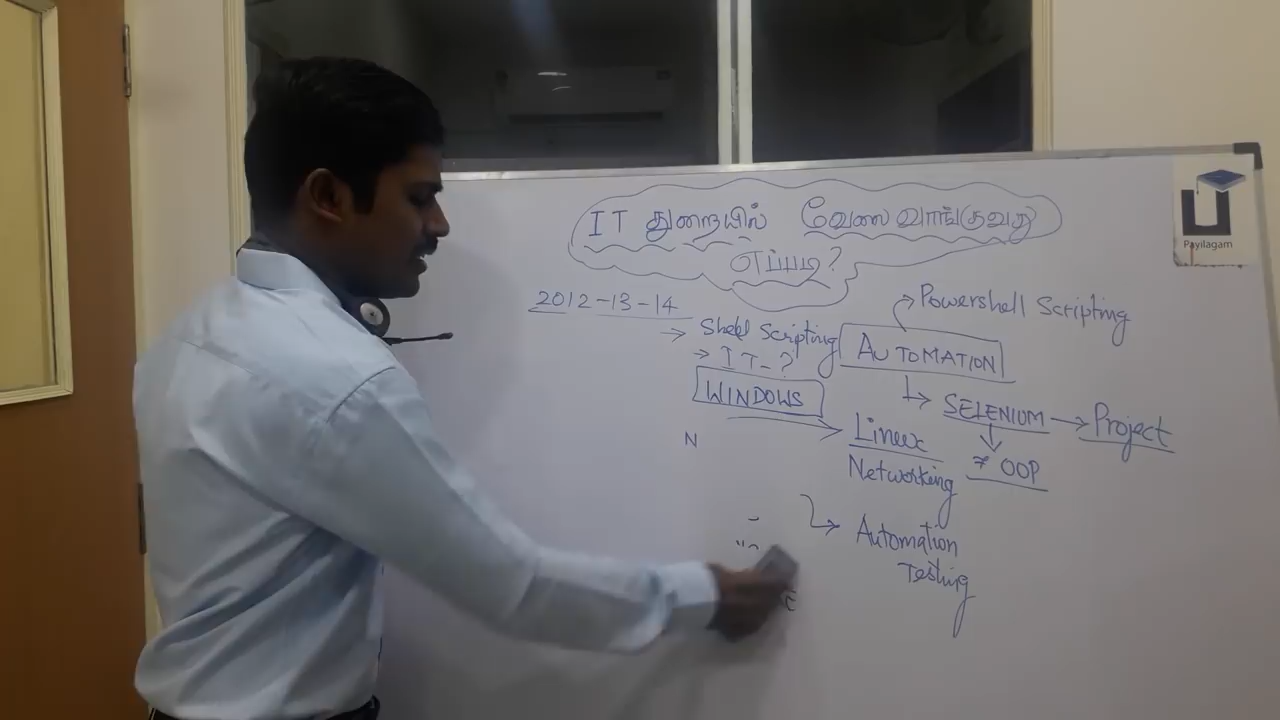 IT துறையில் வேலை வாங்குவது
எப்படி?
Payilagam
2012-13-14
→ Shell Scripting
→ IT-?
WINDOWS
→ Powershell Scripting
AUTOMATION
→ SELENIUM → Project
Linux
Networking
OOP
N
→ Automation
Testing